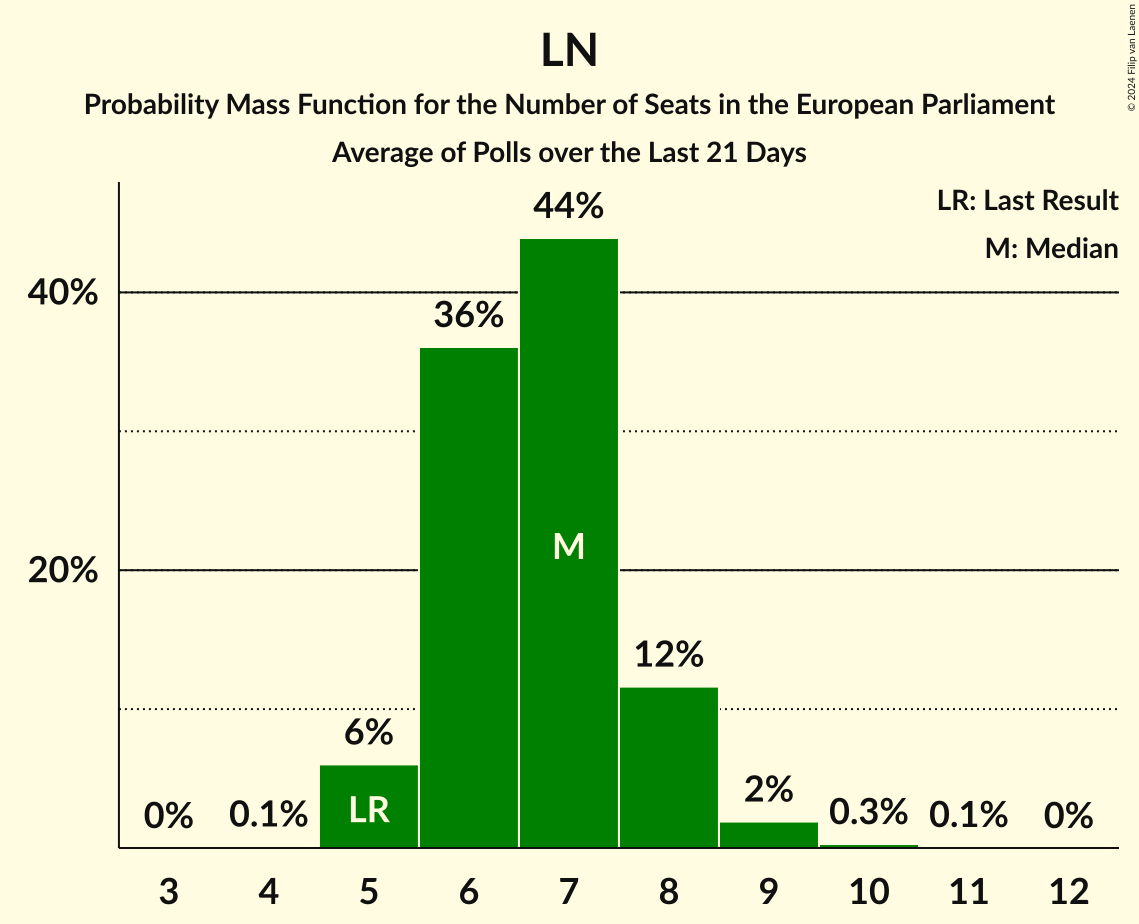 LN
Probability Mass Function for the Number of Seats in the European Parliament
Average of Polls over the Last 21 Days
© 2024 Filip van Laenen
LR: Last Result
M: Median
44%
40%
36%
M
20%
12%
6%
2%
LR
0%
0.1%
0.3%
0.1%
0%
3 4 5 6 7 8 9 10 11 12